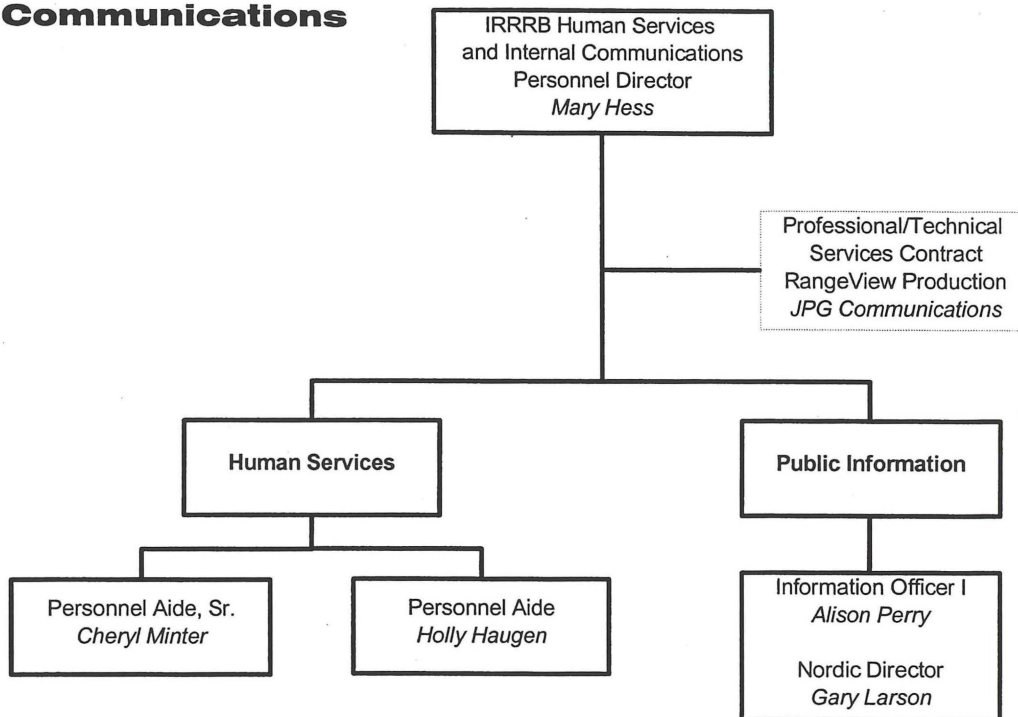 Communications
IRRRB Human Services
and Internal Communications
Personnel Director
Mary Hess
Professional/Technical
Services Contract
RangeView Production
JPG Communications
Human Services
Public Information
Personnel Aide, Sr.
Cheryl Minter
Personnel Aide
Holly Haugen
Information Officer I
Alison Perry
Nordic Director
Gary Larson